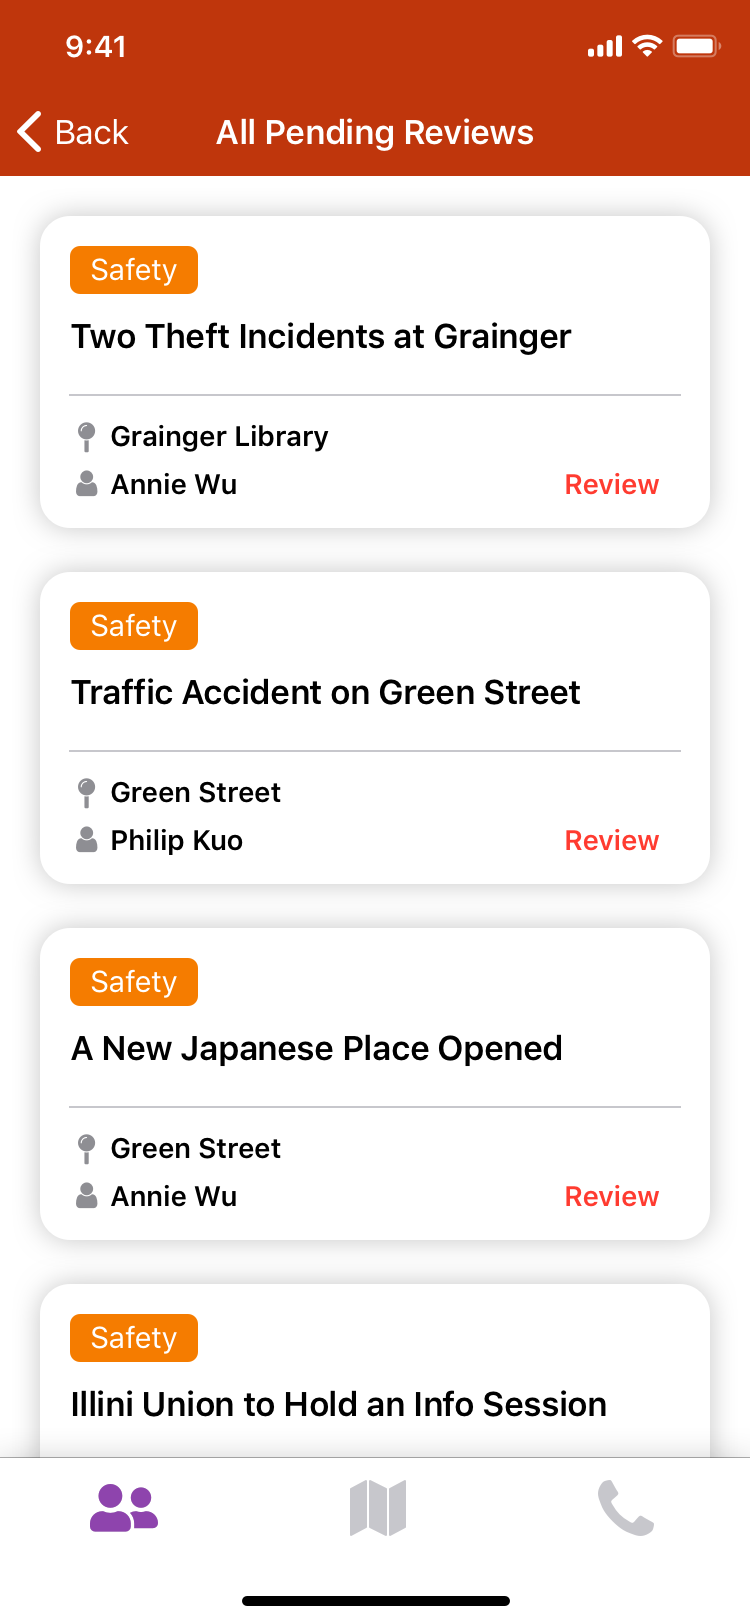 9:41
Back
All Pending Reviews
Safety
Two Theft Incidents at Grainger
Grainger Library
Annie Wu
Review
Safety
Traffic Accident on Green Street
Green Street
Philip Kuo
Review
Safety
A New Japanese Place Opened
Green Street
Annie Wu
Review
Safety
Illini Union to Hold an Info Session